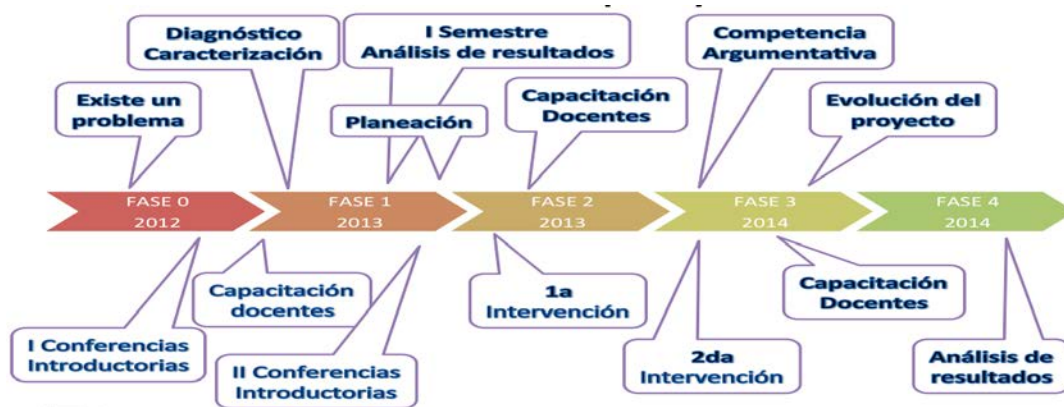 Diagnóstico
Caracterización
I Semestre
Análisis de resultados
Competencia
Argumentativa
Existe un
problema
Planeación
Capacitación
Docentes
Evolución del
proyecto
FASE 0
2012
FASE 1
2013
FASE 2
2013
FASE 3
2014
FASE 4
2014
I Conferencias
Introductorias
Capacitación
docentes
II Conferencias
Introductorias
1a
Intervención
2da
Intervención
Capacitación
Docentes
Análisis de
resultados